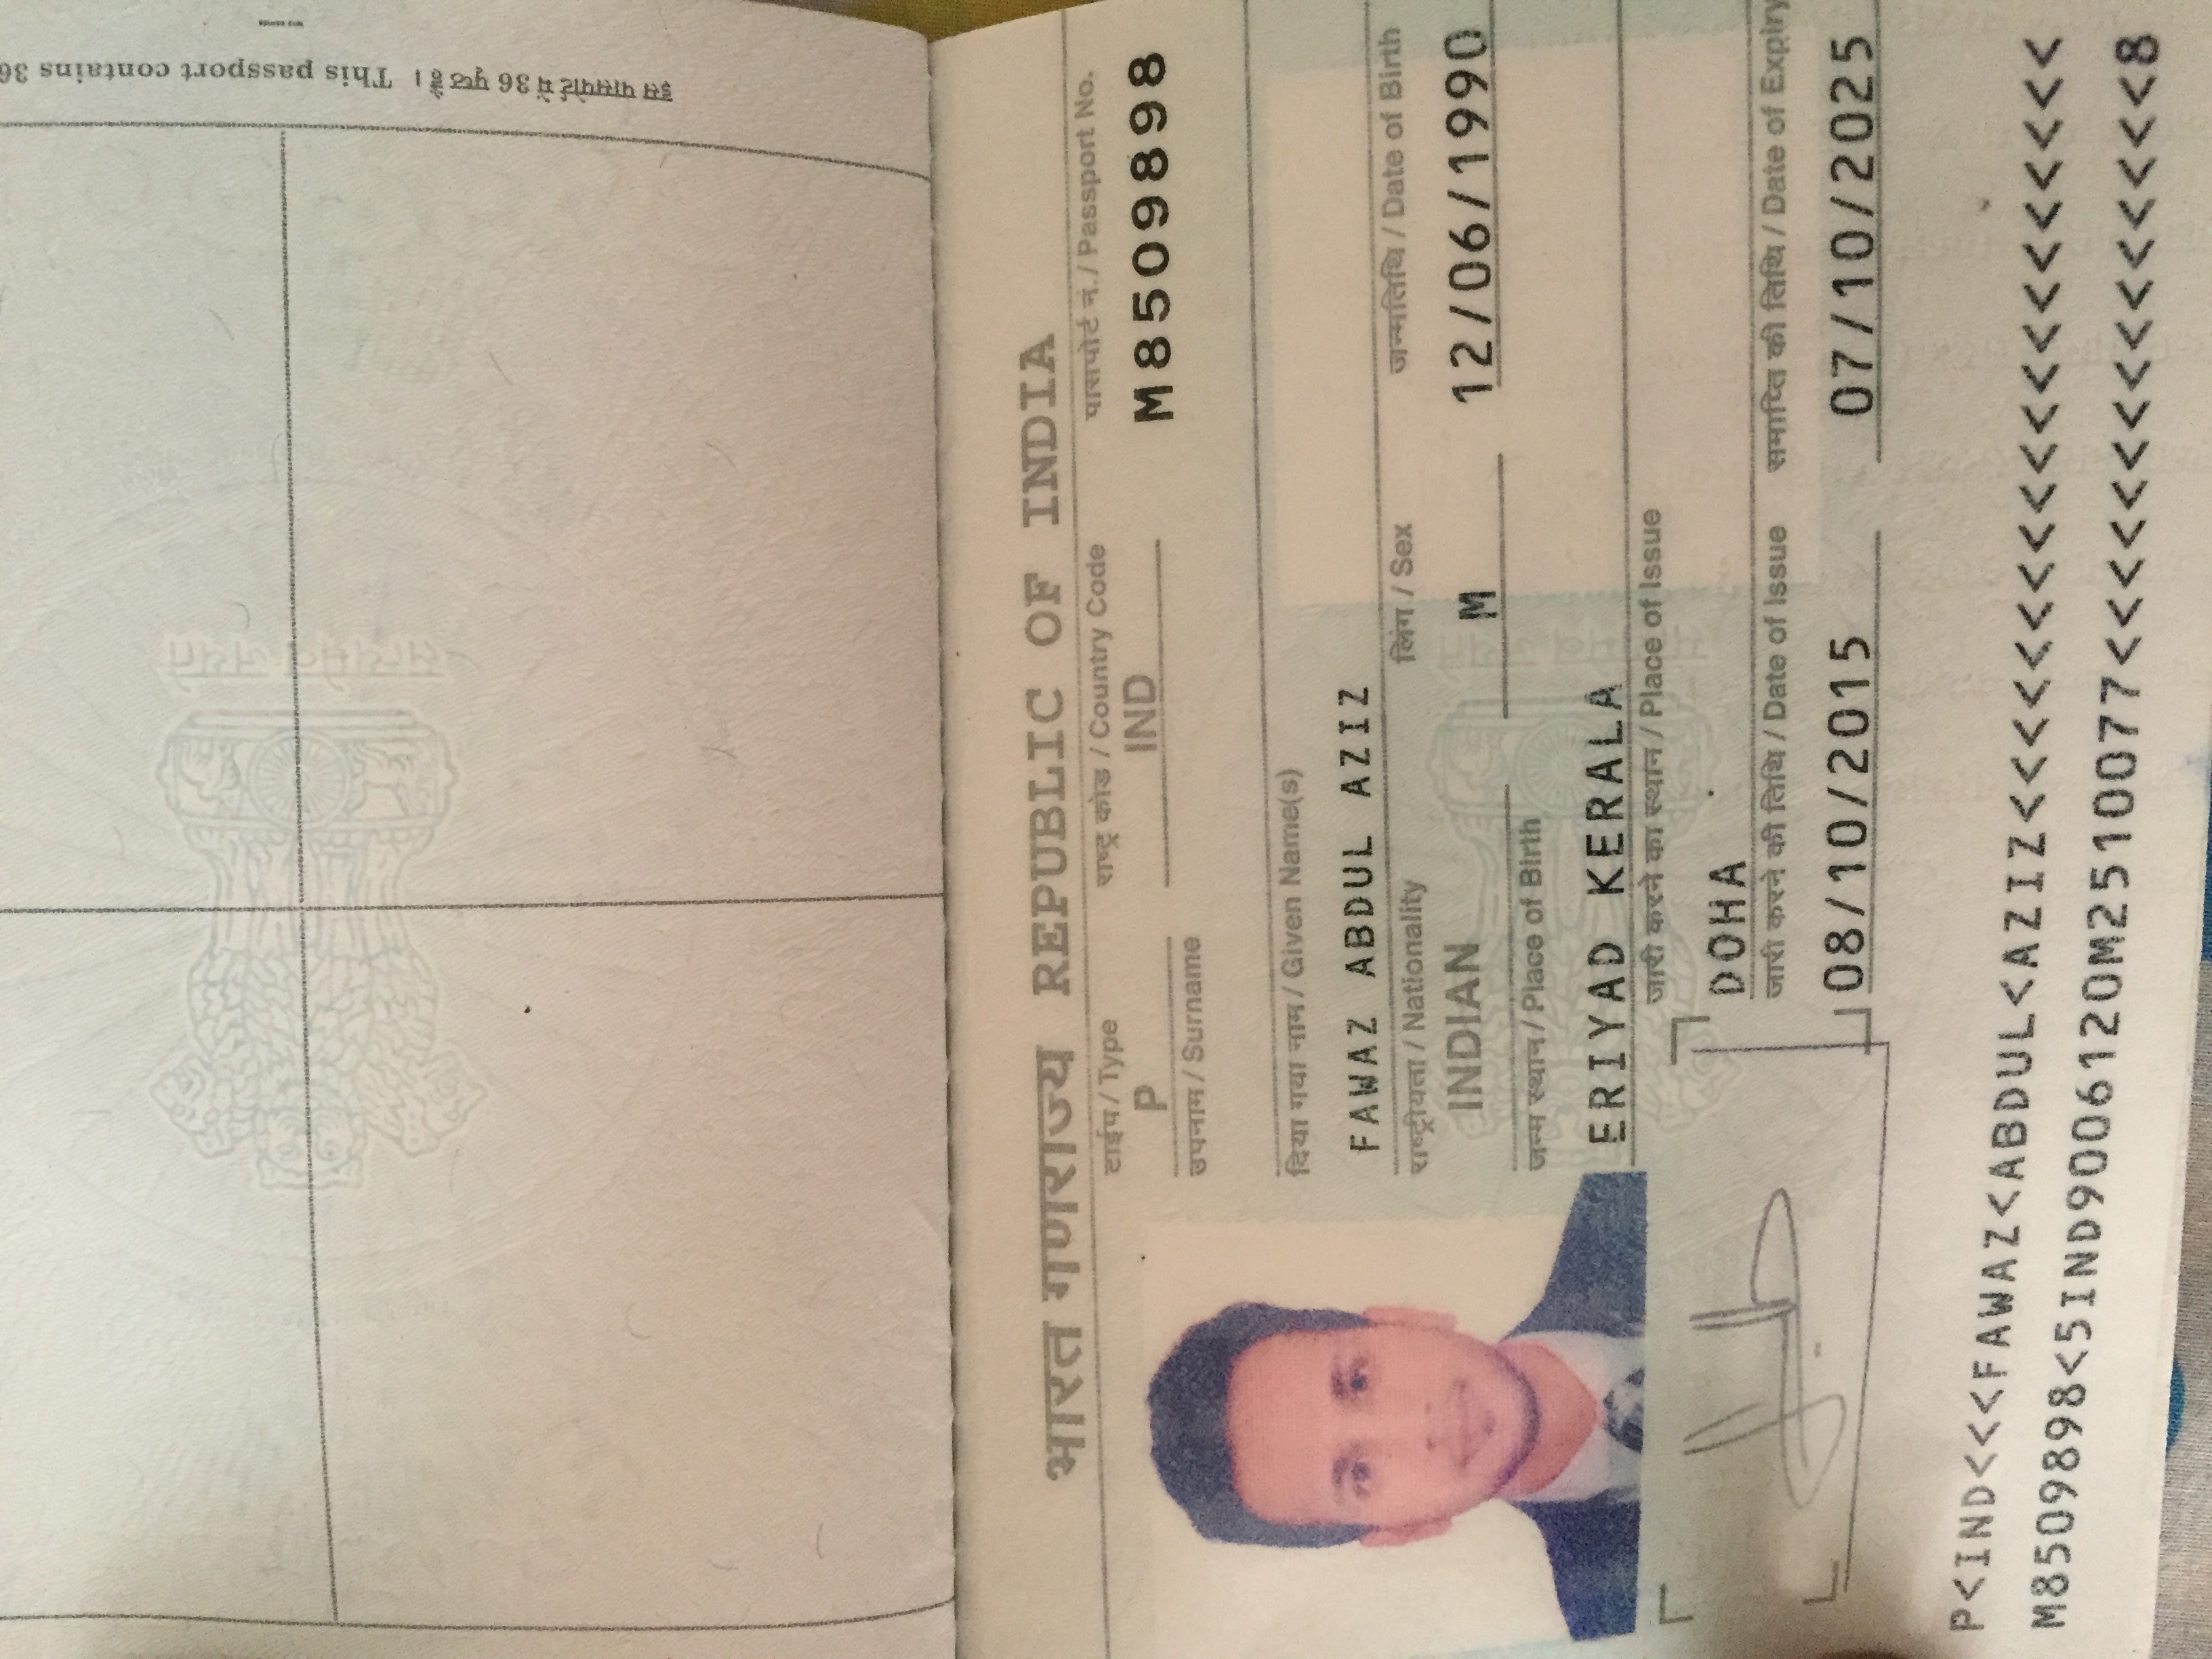 भारत गणराज्य REPUBLIC OF INDIA
टाईप / Type राष्ट्र कोड / Country Code पासपोर्ट नं. / Passport No.
P IND M8509898
उपनाम / Surname
दिया गया नाम / Given Name(s)
FAWAZ ABDUL AZIZ
राष्ट्रीयता / Nationality लिंग / Sex जन्मतिथि / Date of Birth
INDIAN M 12/06/1990
जन्म स्थान / Place of Birth
ERIYAD KERALA
जारी करने का स्थान / Place of Issue
DOHA
जारी करने की तिथि / Date of Issue समाप्ति की तिथि / Date of Expiry
08/10/2015 07/10/2025
P<IND<<FAWAZ<ABDUL<AZIZ<<<<<<<<<<<<<<<<<<<<
M8509898<5IND9006120M2510077<<<<<<<<<<<<<<<8
सत्यमेव जयते
सत्यमेव जयते
इस पासपोर्ट में 36 पृष्ठ हैं। This passport contains 36